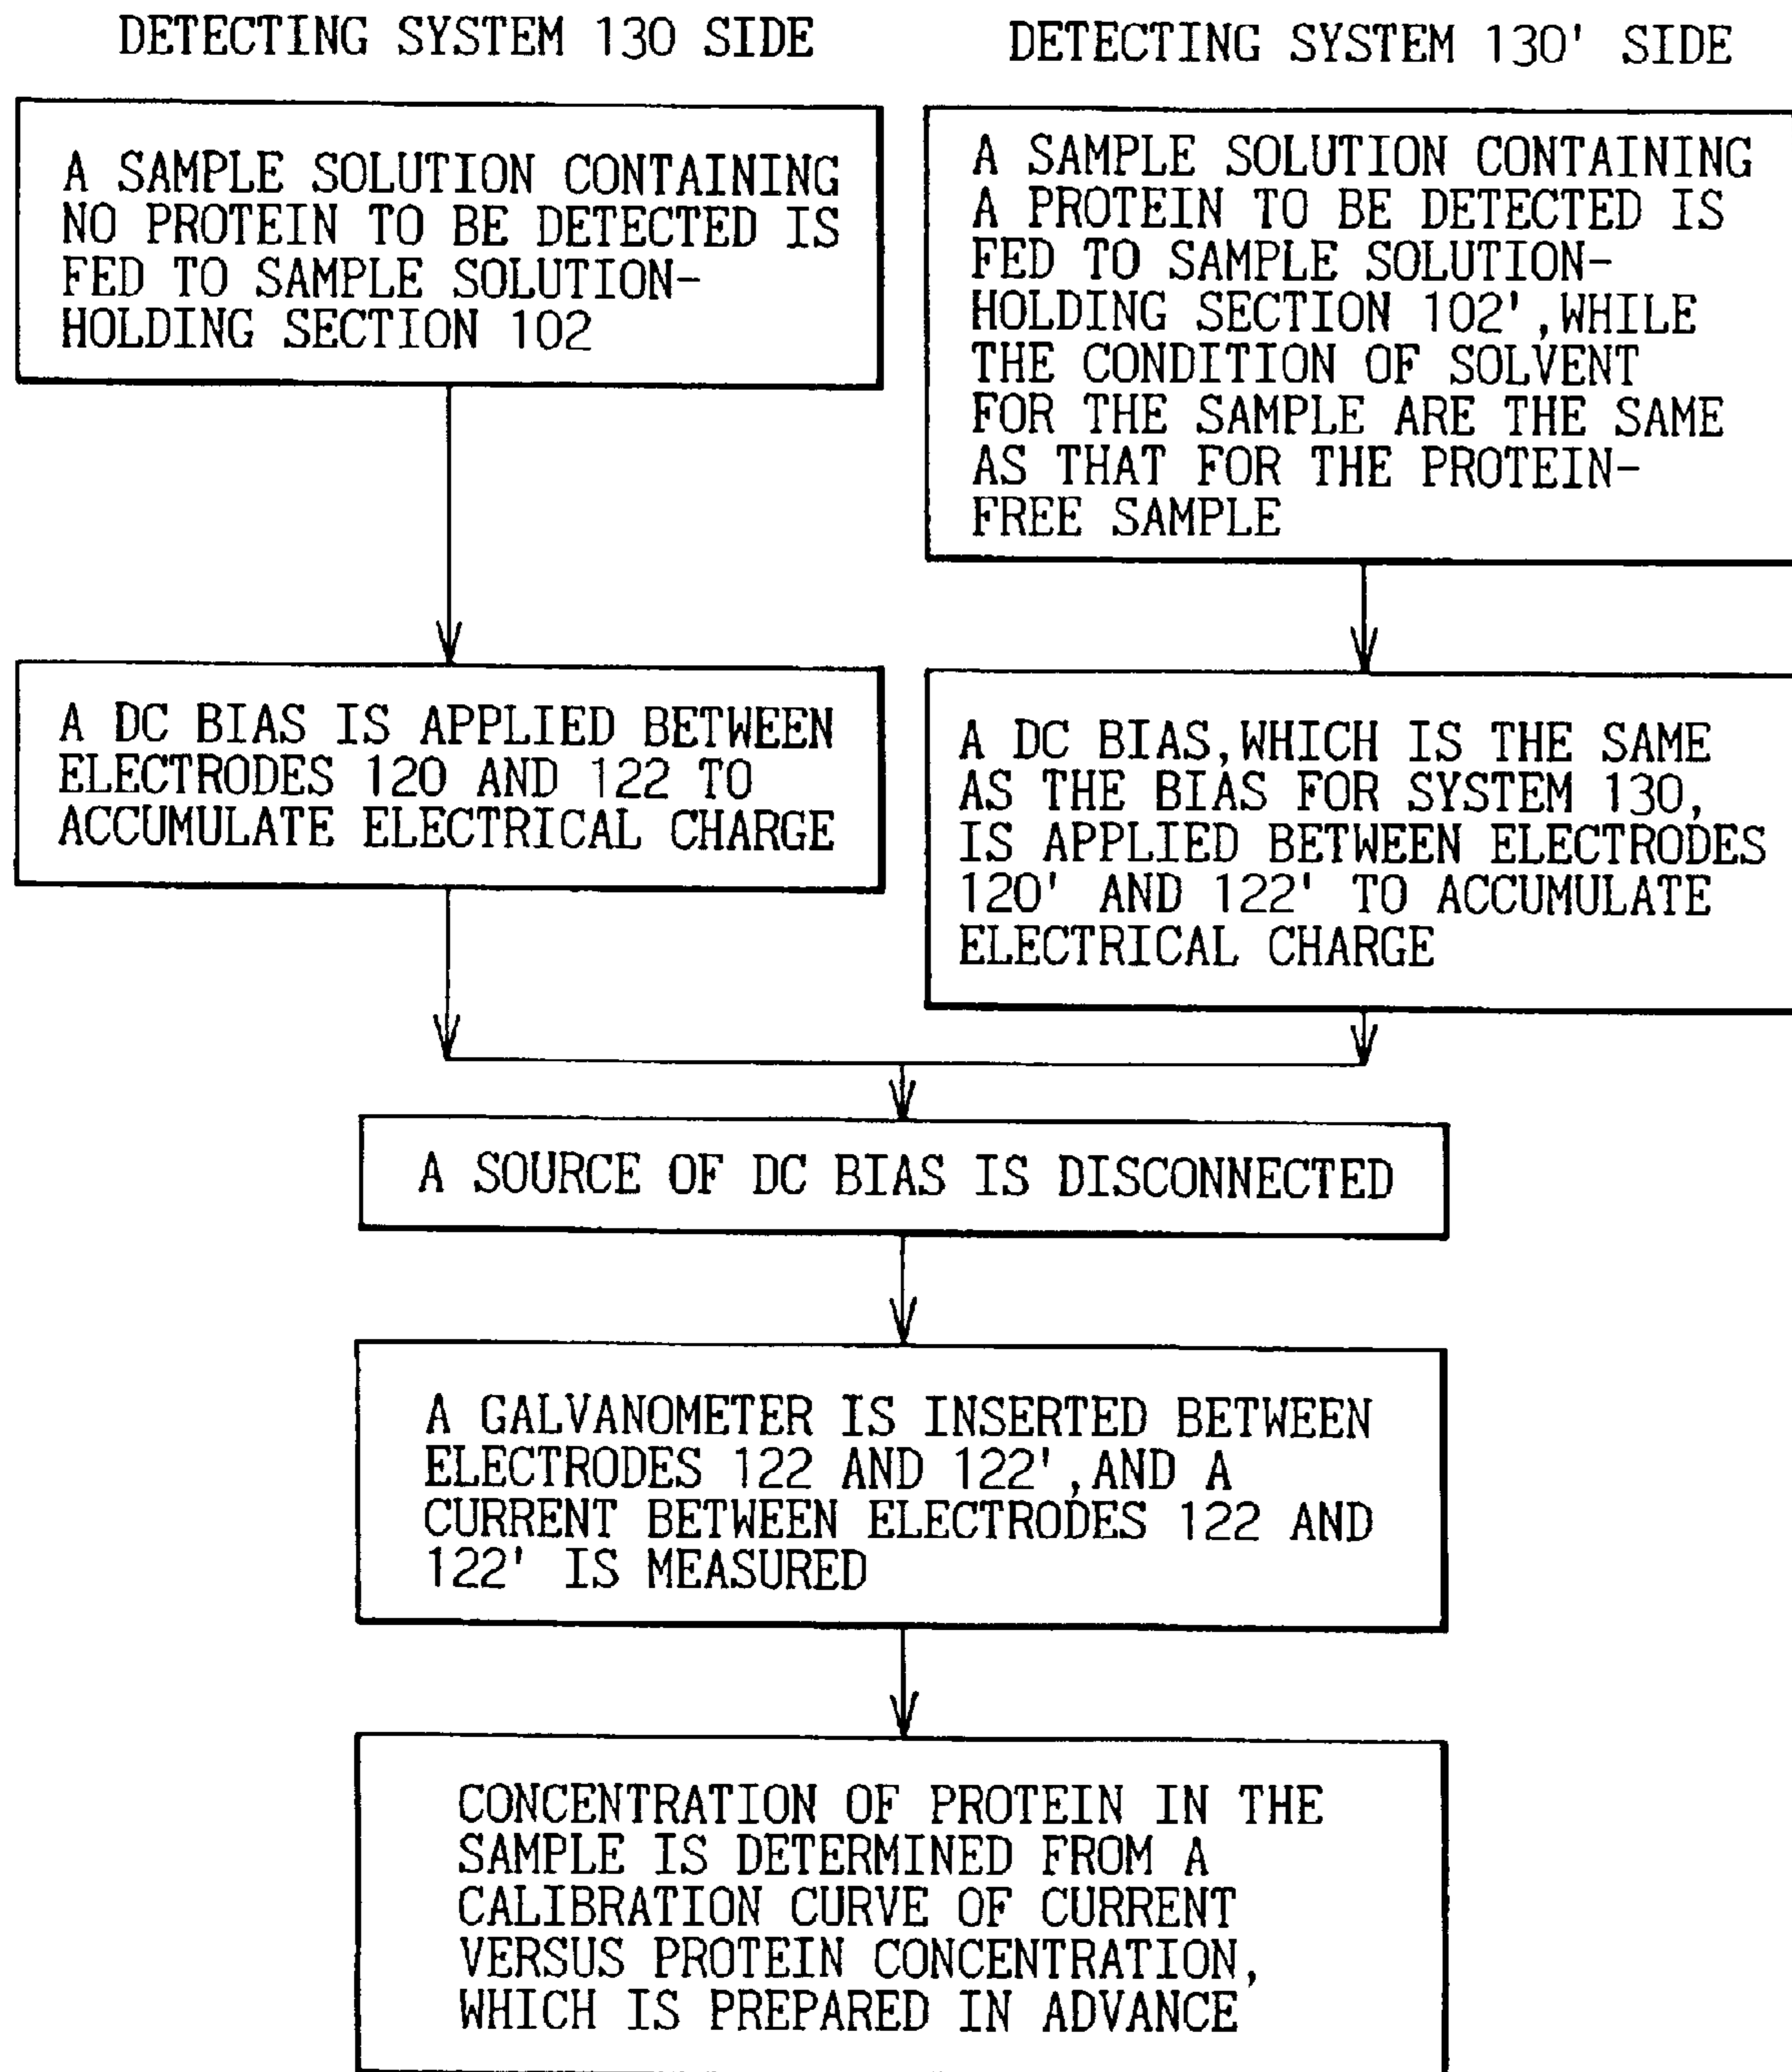 DETECTING SYSTEM 130 SIDE
A SAMPLE SOLUTION CONTAINING
NO PROTEIN TO BE DETECTED IS
FED TO SAMPLE SOLUTION-
HOLDING SECTION 102
DETECTING SYSTEM 130' SIDE
A SAMPLE SOLUTION CONTAINING
A PROTEIN TO BE DETECTED IS
FED TO SAMPLE SOLUTION-
HOLDING SECTION 102',WHILE
THE CONDITION OF SOLVENT
FOR THE SAMPLE ARE THE SAME
AS THAT FOR THE PROTEIN-
FREE SAMPLE
A DC BIAS IS APPLIED BETWEEN
ELECTRODES 120 AND 122 TO
ACCUMULATE ELECTRICAL CHARGE
A DC BIAS,WHICH IS THE SAME
AS THE BIAS FOR SYSTEM 130,
IS APPLIED BETWEEN ELECTRODES
120' AND 122' TO ACCUMULATE
ELECTRICAL CHARGE
A SOURCE OF DC BIAS IS DISCONNECTED
A GALVANOMETER IS INSERTED BETWEEN
ELECTRODES 122 AND 122',AND A
CURRENT BETWEEN ELECTRODES 122 AND
122' IS MEASURED
CONCENTRATION OF PROTEIN IN THE
SAMPLE IS DETERMINED FROM A
CALIBRATION CURVE OF CURRENT
VERSUS PROTEIN CONCENTRATION,
WHICH IS PREPARED IN ADVANCE